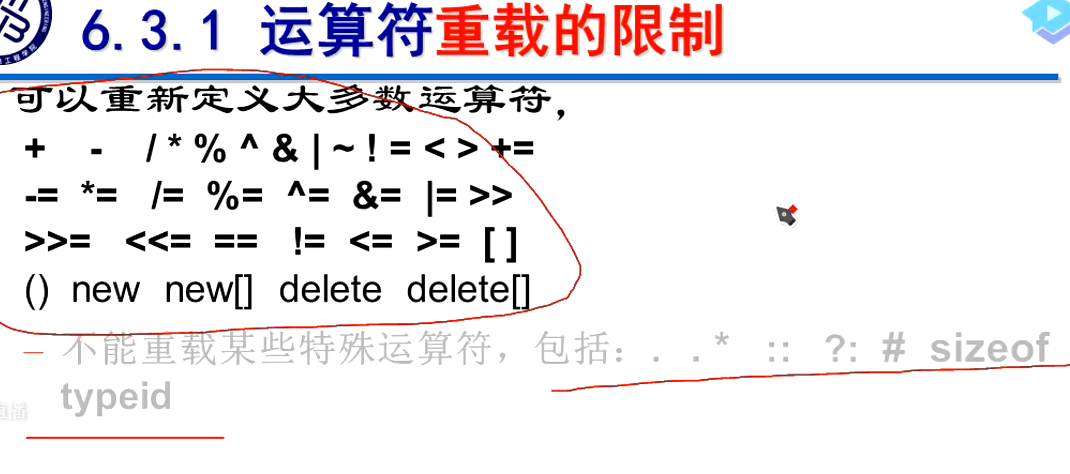 6.3.1 运算符重载的限制
可以重新定义大多数运算符，
+ - / * % ^ & | ~ ! = < > +=
-= *= /= %= ^= &= |= >>
>>= <<= == != <= >= [ ]
() new new[] delete delete[]
– 不能重载某些特殊运算符，包括：. .* :: ?: # sizeof
typeid
直播